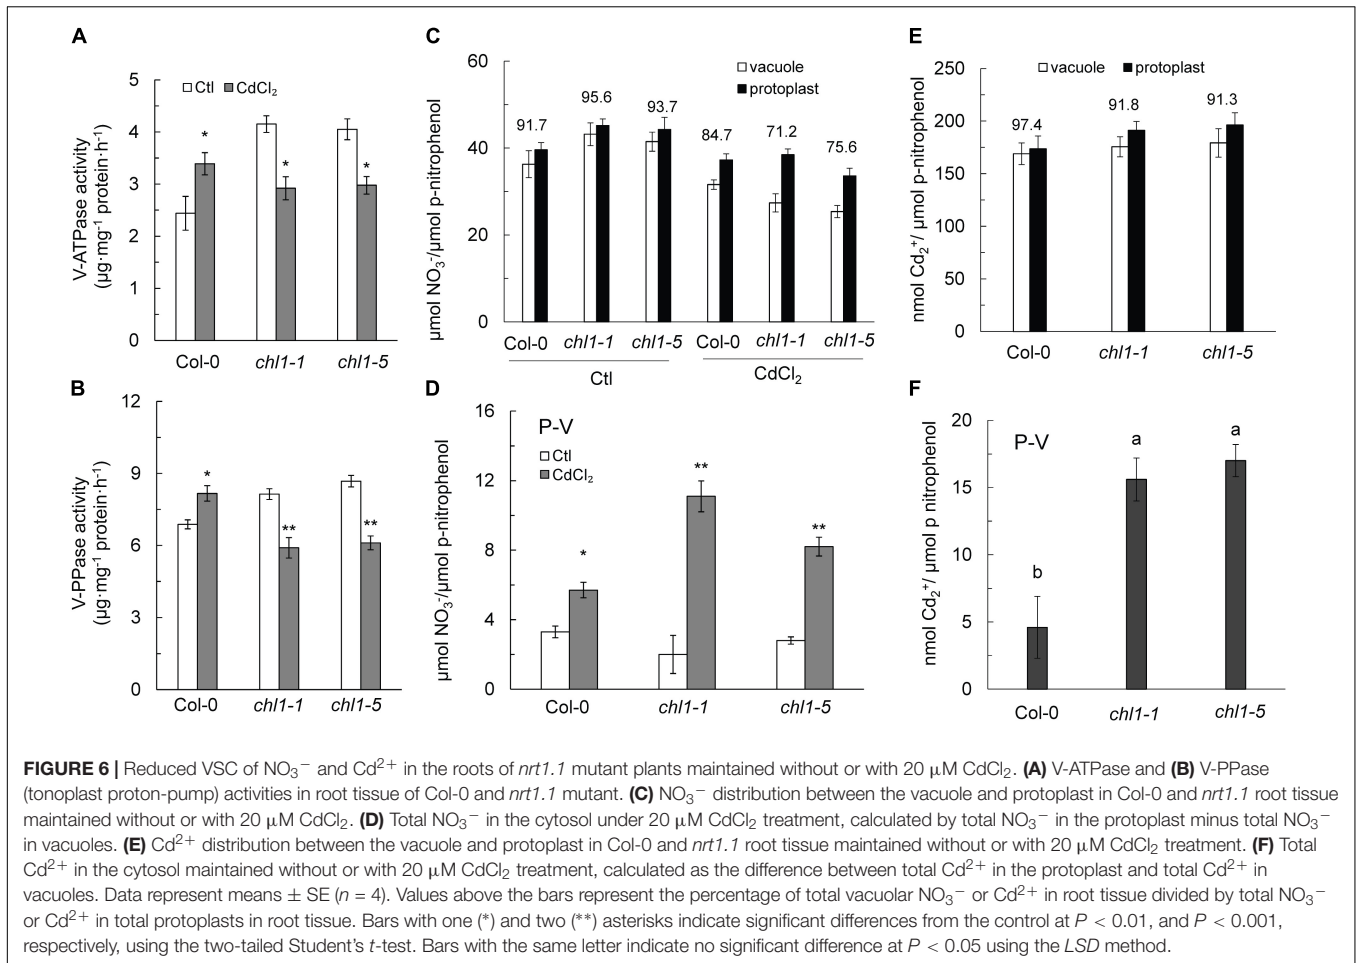 A
V-ATPase activity
(µg·mg⁻¹ protein·h⁻¹)
5
4
3
2
1
0
Ctl CdCl₂
*
*
*
Col-0 chl1-1 chl1-5
B
V-PPase activity
(µg·mg⁻¹ protein·h⁻¹)
12
9
6
3
0
*
**
**
Col-0 chl1-1 chl1-5
C
µmol NO₃⁻/µmol p-nitrophenol
60
40
20
0
vacuole
protoplast
91.7 95.6 93.7 84.7 71.2 75.6
Col-0 chl1-1 chl1-5 Col-0 chl1-1 chl1-5
Ctl CdCl₂
D
µmol NO₃⁻/µmol p-nitrophenol
16
12
8
4
0
P-V
Ctl
CdCl₂
*
**
**
Col-0 chl1-1 chl1-5
E
nmol Cd₂⁺/ µmol p-nitrophenol
250
200
150
100
50
0
vacuole protoplast
97.4 91.8 91.3
Col-0 chl1-1 chl1-5
F
nmol Cd₂⁺/ µmol p nitrophenol
20
15
10
5
0
P-V
b a a
Col-0 chl1-1 chl1-5
FIGURE 6 | Reduced VSC of NO₃⁻ and Cd²⁺ in the roots of nrt1.1 mutant plants maintained without or with 20 µM CdCl₂. (A) V-ATPase and (B) V-PPase
(tonoplast proton-pump) activities in root tissue of Col-0 and nrt1.1 mutant. (C) NO₃⁻ distribution between the vacuole and protoplast in Col-0 and nrt1.1 root tissue
maintained without or with 20 µM CdCl₂. (D) Total NO₃⁻ in the cytosol under 20 µM CdCl₂ treatment, calculated by total NO₃⁻ in the protoplast minus total NO₃⁻
in vacuoles. (E) Cd²⁺ distribution between the vacuole and protoplast in Col-0 and nrt1.1 root tissue maintained without or with 20 µM CdCl₂ treatment. (F) Total
Cd²⁺ in the cytosol maintained without or with 20 µM CdCl₂ treatment, calculated as the difference between total Cd²⁺ in the protoplast and total Cd²⁺ in
vacuoles. Data represent means ± SE (n = 4). Values above the bars represent the percentage of total vacuolar NO₃⁻ or Cd²⁺ in root tissue divided by total NO₃⁻
or Cd²⁺ in total protoplasts in root tissue. Bars with one (*) and two (**) asterisks indicate significant differences from the control at P < 0.01, and P < 0.001,
respectively, using the two-tailed Student's t-test. Bars with the same letter indicate no significant difference at P < 0.05 using the LSD method.